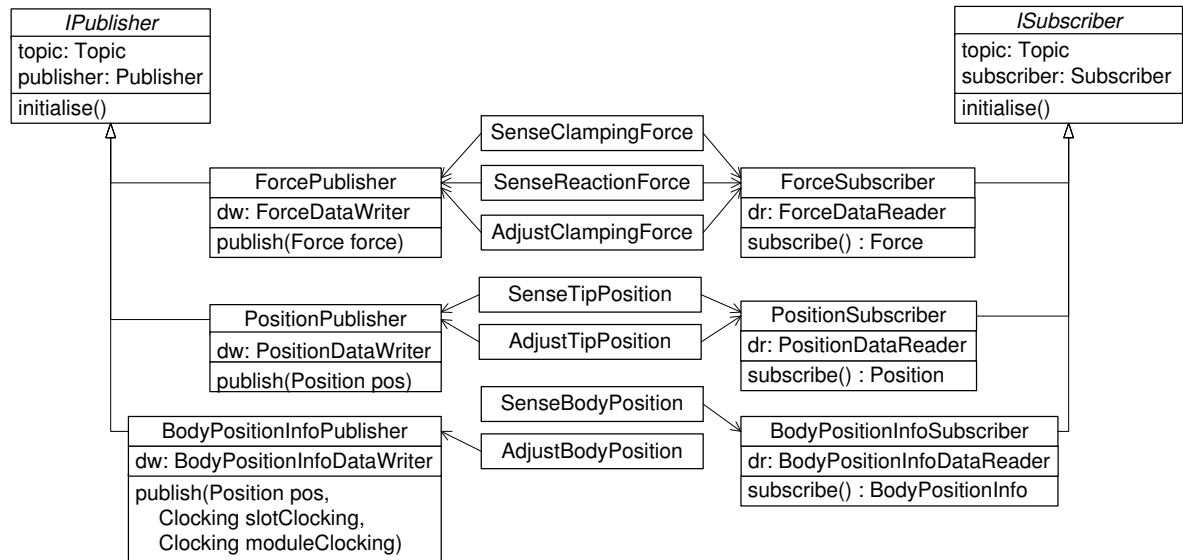 IPublisher
topic: Topic
publisher: Publisher
initialise()
ISubscriber
topic: Topic
subscriber: Subscriber
initialise()
SenseClampingForce
SenseReactionForce
AdjustClampingForce
ForcePublisher
dw: ForceDataWriter
publish(Force force)
ForceSubscriber
dr: ForceDataReader
subscribe() : Force
SenseTipPosition
AdjustTipPosition
PositionPublisher
dw: PositionDataWriter
publish(Position pos)
PositionSubscriber
dr: PositionDataReader
subscribe() : Position
SenseBodyPosition
AdjustBodyPosition
BodyPositionInfoPublisher
dw: BodyPositionInfoDataWriter
publish(Position pos,
Clocking slotClocking,
Clocking moduleClocking)
BodyPositionInfoSubscriber
dr: BodyPositionInfoDataReader
subscribe() : BodyPositionInfo